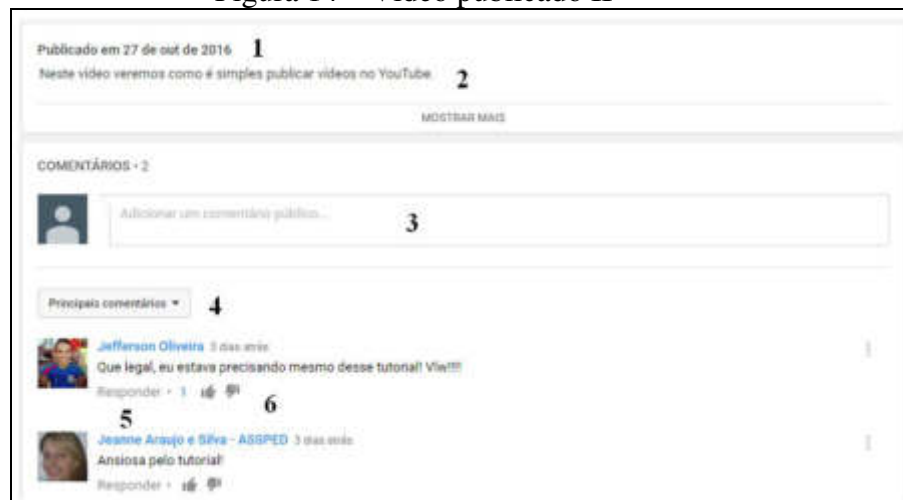 Figura 14 – Vídeo publicado II
Publicado em 27 de out de 2016 1
Neste vídeo veremos como é simples publicar vídeos no YouTube. 2
MOSTRAR MAIS
COMENTÁRIOS • 2
Adicionar um comentário público... 3
Principais comentários 4
Jefferson Oliveira 3 dias atrás
Que legal, eu estava precisando mesmo desse tutorial! Vlw!!!!
Responder • 1 6
5
Jeanne Araujo e Silva - ASSPED 3 dias atrás
Ansiosa pelo tutorial!
Responder •